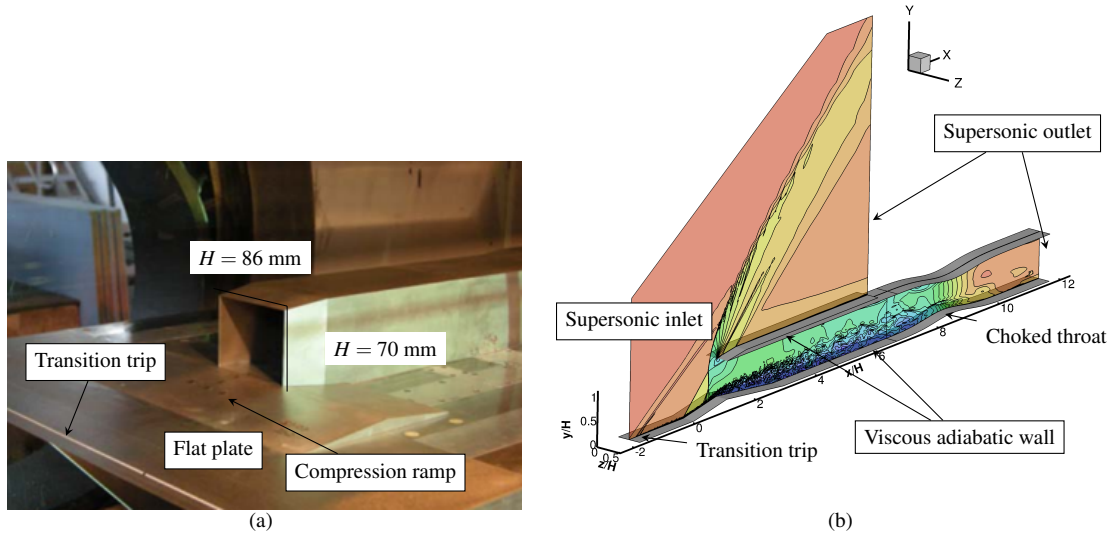 H = 86 mm
H = 70 mm
Transition trip
Flat plate
Compression ramp
(a)
Y
X
Z
Supersonic outlet
Supersonic inlet
Choked throat
Viscous adiabatic wall
Transition trip
y/H
1
0.5
0
z/H
0 0.5
x/H
-2
0
2
4
6
8
10
12
(b)